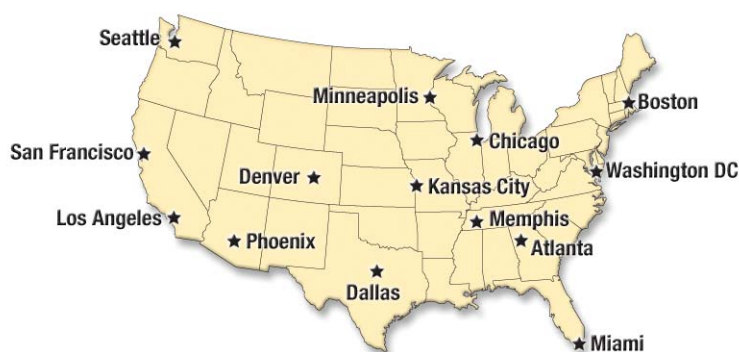 Seattle
Minneapolis
Boston
Chicago
San Francisco
Denver
Washington DC
Kansas City
Los Angeles
Memphis
Phoenix
Atlanta
Dallas
Miami